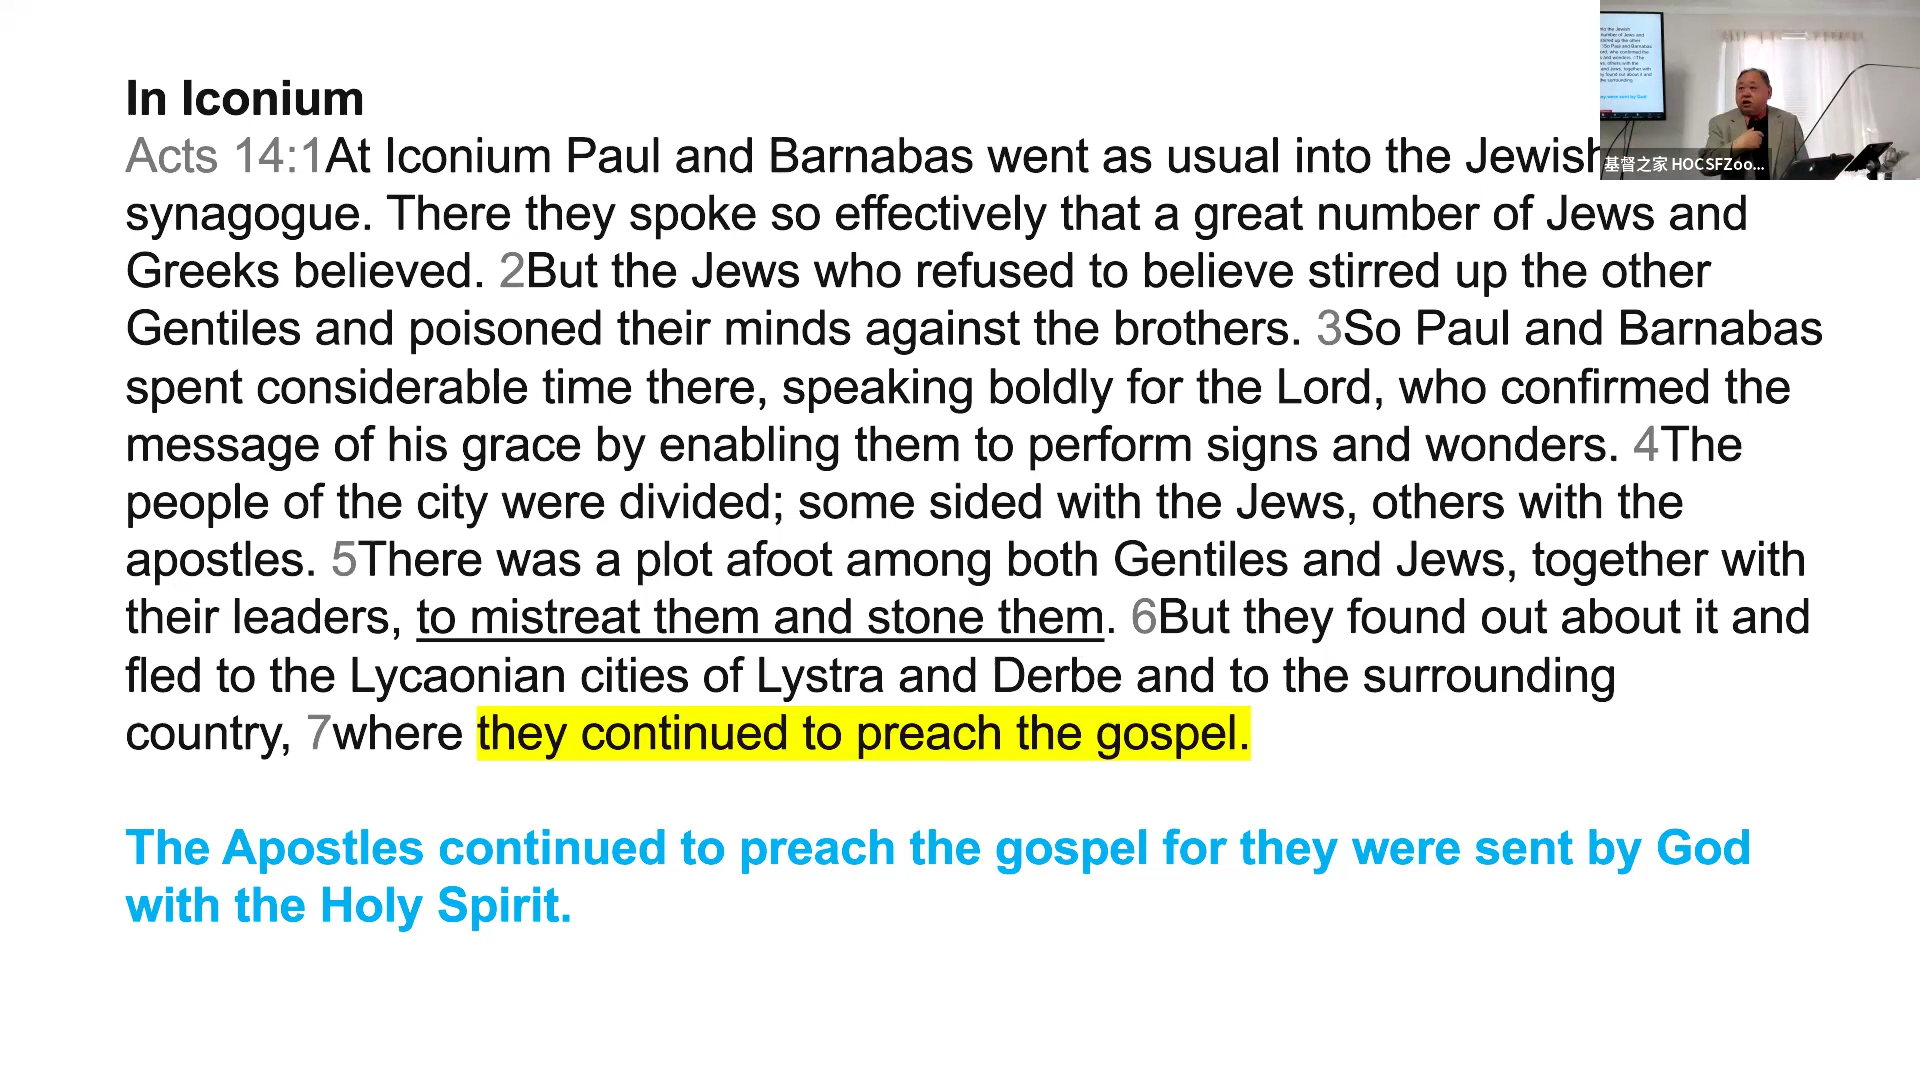 In Iconium
Acts 14:1At Iconium Paul and Barnabas went as usual into the Jewish
synagogue. There they spoke so effectively that a great number of Jews and
Greeks believed. 2But the Jews who refused to believe stirred up the other
Gentiles and poisoned their minds against the brothers. 3So Paul and Barnabas
spent considerable time there, speaking boldly for the Lord, who confirmed the
message of his grace by enabling them to perform signs and wonders. 4The
people of the city were divided; some sided with the Jews, others with the
apostles. 5There was a plot afoot among both Gentiles and Jews, together with
their leaders, to mistreat them and stone them. 6But they found out about it and
fled to the Lycaonian cities of Lystra and Derbe and to the surrounding
country, 7where they continued to preach the gospel.
The Apostles continued to preach the gospel for they were sent by God
with the Holy Spirit.
基督之家 HOCSFZoo...